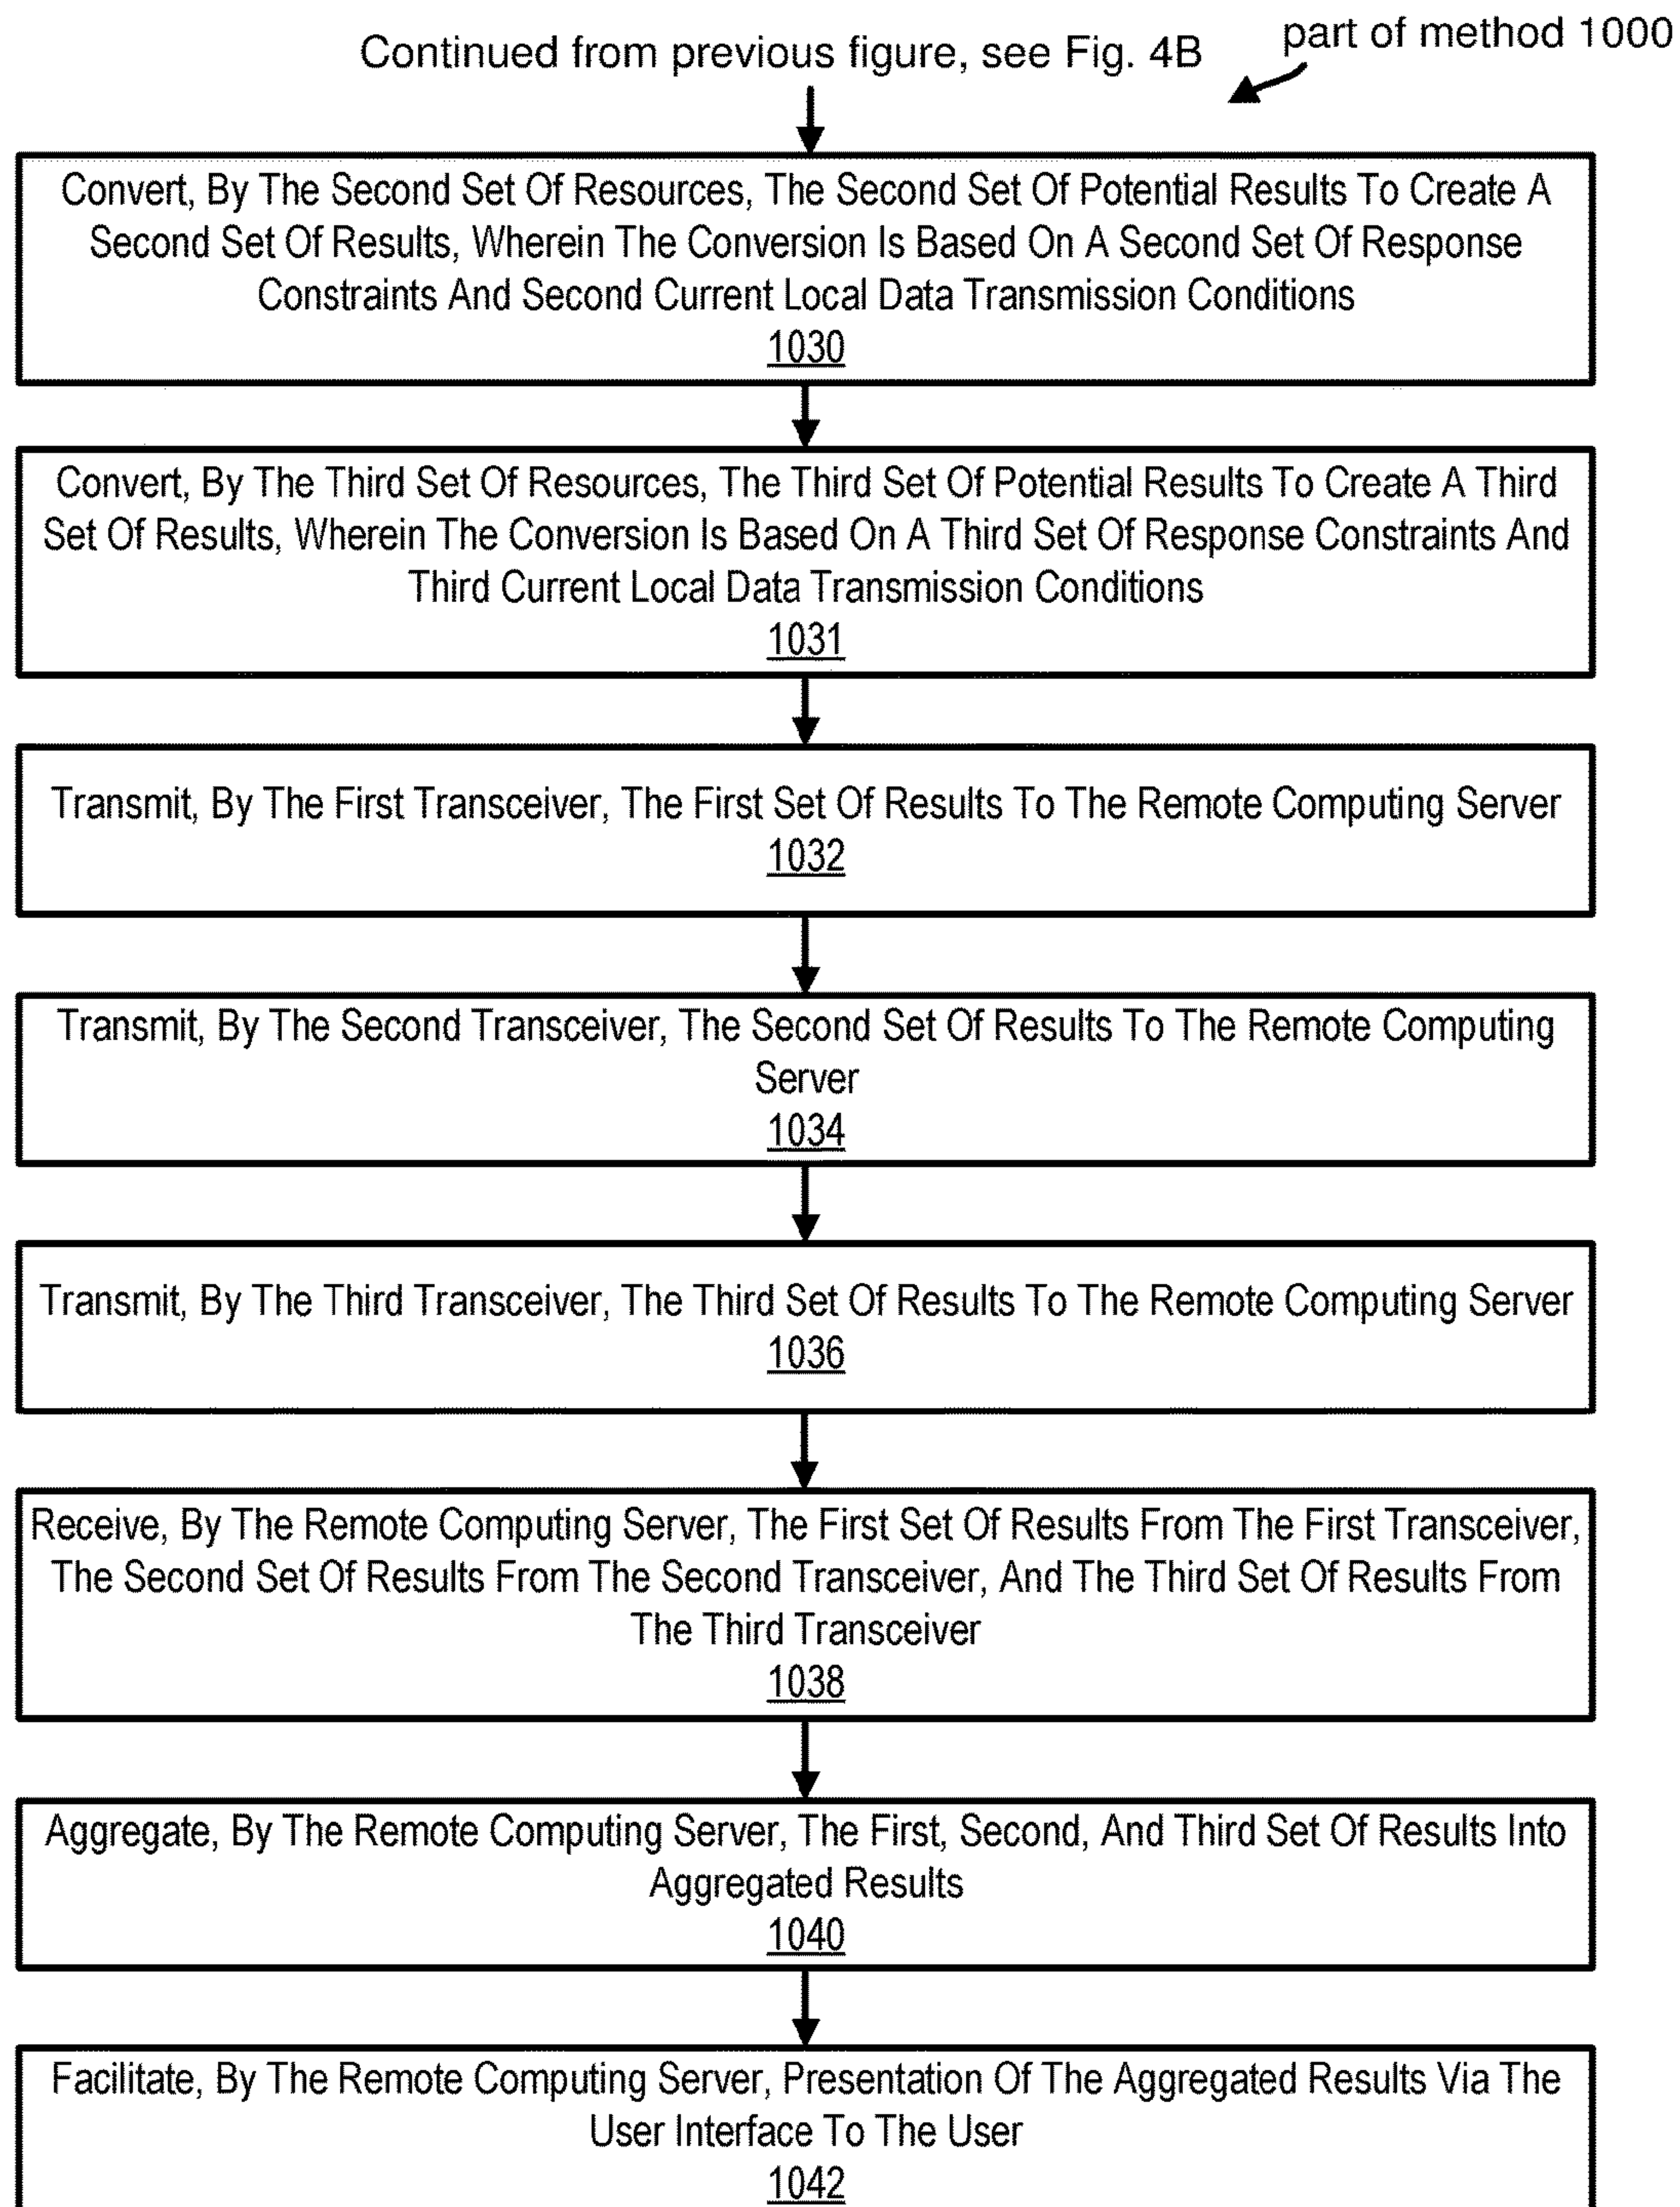 Continued from previous figure, see Fig. 4B
part of method 1000
Convert, By The Second Set Of Resources, The Second Set Of Potential Results To Create A
Second Set Of Results, Wherein The Conversion Is Based On A Second Set Of Response
Constraints And Second Current Local Data Transmission Conditions
1030
Convert, By The Third Set Of Resources, The Third Set Of Potential Results To Create A Third
Set Of Results, Wherein The Conversion Is Based On A Third Set Of Response Constraints And
Third Current Local Data Transmission Conditions
1031
Transmit, By The First Transceiver, The First Set Of Results To The Remote Computing Server
1032
Transmit, By The Second Transceiver, The Second Set Of Results To The Remote Computing
Server
1034
Transmit, By The Third Transceiver, The Third Set Of Results To The Remote Computing Server
1036
Receive, By The Remote Computing Server, The First Set Of Results From The First Transceiver,
The Second Set Of Results From The Second Transceiver, And The Third Set Of Results From
The Third Transceiver
1038
Aggregate, By The Remote Computing Server, The First, Second, And Third Set Of Results Into
Aggregated Results
1040
Facilitate, By The Remote Computing Server, Presentation Of The Aggregated Results Via The
User Interface To The User
1042